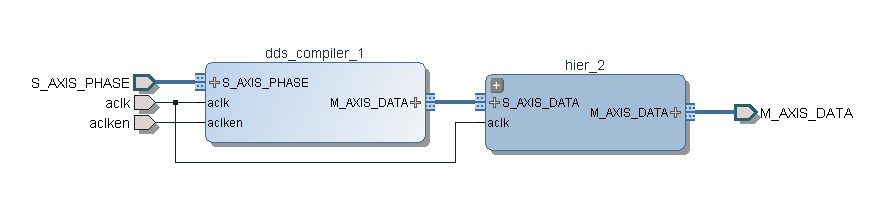 dds_compiler_1
hier_2
S_AXIS_PHASE
S_AXIS_PHASE
aclk
aclk
M_AXIS_DATA
S_AXIS_DATA
M_AXIS_DATA
M_AXIS_DATA
aclken
aclken
aclk